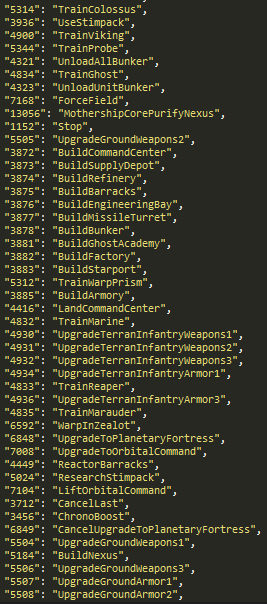 "5314": "TrainColossus",
"3936": "UseStimpack",
"4900": "TrainViking",
"5344": "TrainProbe",
"4321": "UnloadAllBunker",
"4834": "TrainGhost",
"4323": "UnloadUnitBunker",
"7168": "ForceField",
"13056": "MothershipCorePurifyNexus",
"1152": "Stop",
"5505": "UpgradeGroundWeapons2",
"3872": "BuildCommandCenter",
"3873": "BuildSupplyDepot",
"3874": "BuildRefinery",
"3875": "BuildBarracks",
"3876": "BuildEngineeringBay",
"3877": "BuildMissileTurret",
"3878": "BuildBunker",
"3881": "BuildGhostAcademy",
"3882": "BuildFactory",
"3883": "BuildStarport",
"5312": "TrainWarpPrism",
"3885": "BuildArmory",
"4416": "LandCommandCenter",
"4832": "TrainMarine",
"4930": "UpgradeTerranInfantryWeapons1",
"4931": "UpgradeTerranInfantryWeapons2",
"4932": "UpgradeTerranInfantryWeapons3",
"4934": "UpgradeTerranInfantryArmor1",
"4833": "TrainReaper",
"4936": "UpgradeTerranInfantryArmor3",
"4835": "TrainMarauder",
"6592": "WarpInZealot",
"6848": "UpgradeToPlanetaryFortress",
"7008": "UpgradeToOrbitalCommand",
"4449": "ReactorBarracks",
"5024": "ResearchStimpack",
"7104": "LiftOrbitalCommand",
"3712": "CancelLast",
"3456": "ChronoBoost",
"6849": "CancelUpgradeToPlanetaryFortress",
"5504": "UpgradeGroundWeapons1",
"5184": "BuildNexus",
"5506": "UpgradeGroundWeapons3",
"5507": "UpgradeGroundArmor1",
"5508": "UpgradeGroundArmor2",